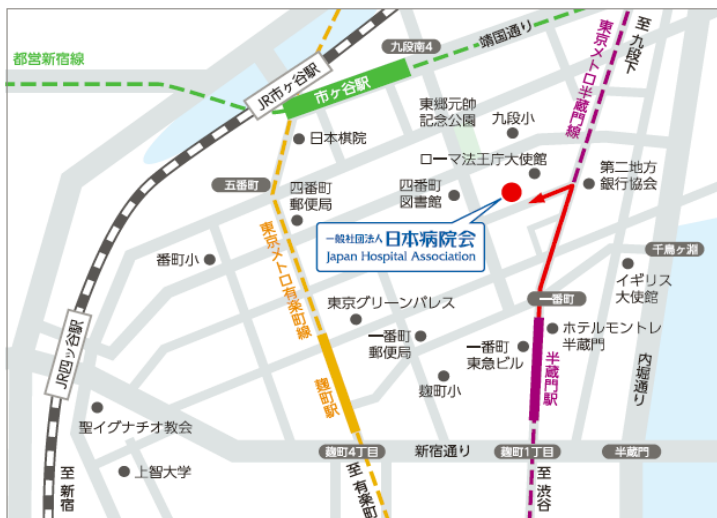 至 九段下
九段南4
靖国通り
東京メトロ半蔵門線
都営新宿線
JR市ヶ谷駅
市ヶ谷駅
東郷元帥
記念公園
九段小
日本棋院
ローマ法王庁大使館
第二地方
銀行協会
五番町
四番町
郵便局
四番町
図書館
一般社団法人 日本病院会
Japan Hospital Association
千鳥ヶ淵
番町小
東京メトロ有楽町線
イギリス
大使館
一番町
東京グリーンパレス
ホテルモントレ
半蔵門
一番町
郵便局
一番町
東急ビル
半蔵門駅
内堀通り
JR四ッ谷駅
麹町駅
麹町小
聖イグナチオ教会
麹町4丁目
新宿通り
麹町1丁目
半蔵門
上智大学
至 新宿
至 有楽町
至 渋谷